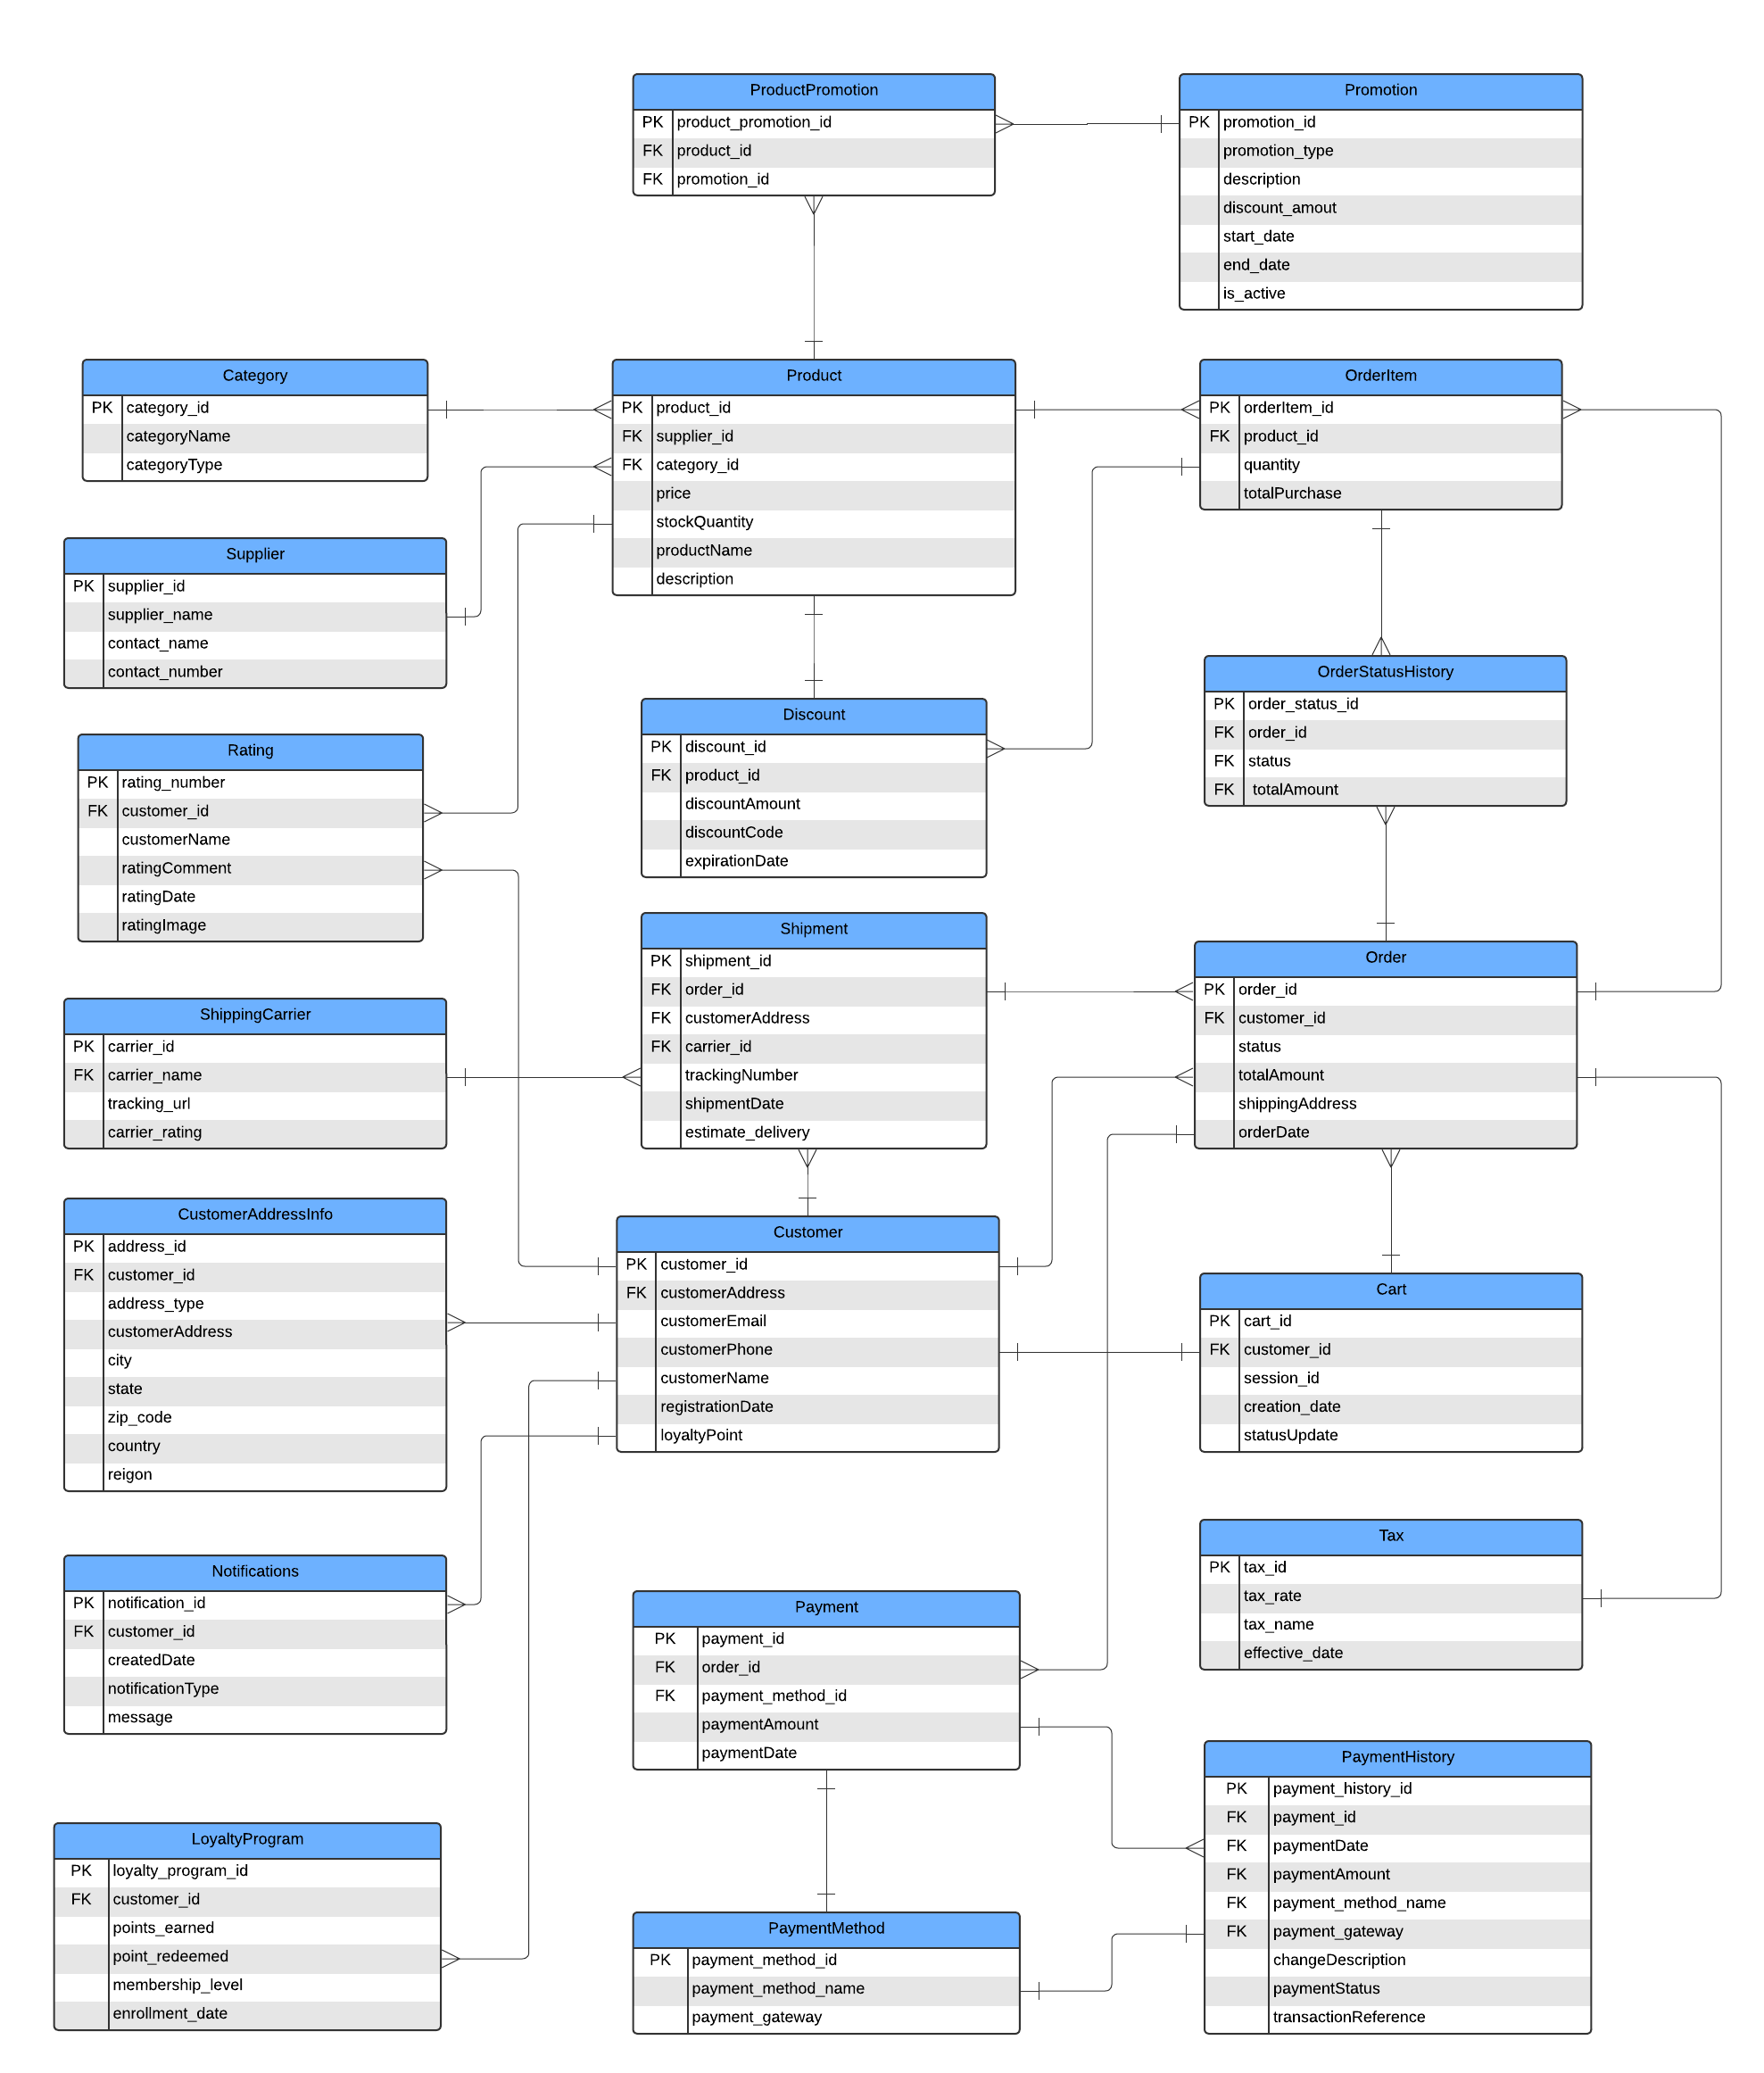 ProductPromotion
PK product_promotion_id
FK product_id
FK promotion_id
Promotion
PK promotion_id
promotion_type
description
discount_amout
start_date
end_date
is_active
Category
PK category_id
categoryName
categoryType
Product
PK product_id
FK supplier_id
FK category_id
price
stockQuantity
productName
description
OrderItem
PK orderItem_id
FK product_id
quantity
totalPurchase
Supplier
PK supplier_id
supplier_name
contact_name
contact_number
OrderStatusHistory
PK order_status_id
FK order_id
FK status
FK totalAmount
Discount
PK discount_id
FK product_id
discountAmount
discountCode
expirationDate
Rating
PK rating_number
FK customer_id
customerName
ratingComment
ratingDate
ratingImage
Shipment
PK shipment_id
FK order_id
FK customerAddress
FK carrier_id
trackingNumber
shipmentDate
estimate_delivery
Order
PK order_id
FK customer_id
status
totalAmount
shippingAddress
orderDate
ShippingCarrier
PK carrier_id
FK carrier_name
tracking_url
carrier_rating
CustomerAddressInfo
PK address_id
FK customer_id
address_type
customerAddress
city
state
zip_code
country
reigon
Customer
PK customer_id
FK customerAddress
customerEmail
customerPhone
customerName
registrationDate
loyaltyPoint
Cart
PK cart_id
FK customer_id
session_id
creation_date
statusUpdate
Tax
PK tax_id
tax_rate
tax_name
effective_date
Notifications
PK notification_id
FK customer_id
createdDate
notificationType
message
Payment
PK payment_id
FK order_id
FK payment_method_id
paymentAmount
paymentDate
PaymentHistory
PK payment_history_id
FK payment_id
FK paymentDate
FK paymentAmount
FK payment_method_name
FK payment_gateway
changeDescription
paymentStatus
transactionReference
LoyaltyProgram
PK loyalty_program_id
FK customer_id
points_earned
point_redeemed
membership_level
enrollment_date
PaymentMethod
PK payment_method_id
payment_method_name
payment_gateway